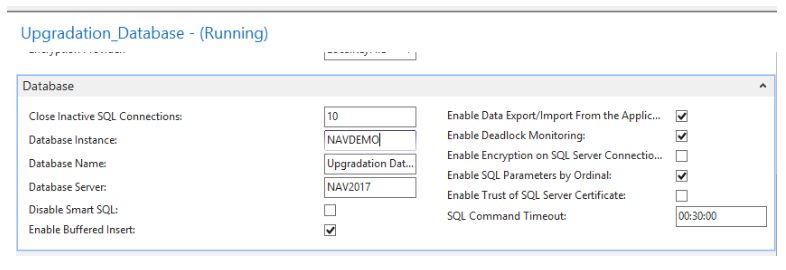 Upgradation_Database - (Running)
Database
Close Inactive SQL Connections: 10
Database Instance: NAVDEMO
Database Name: Upgradation Dat...
Database Server: NAV2017
Disable Smart SQL:
Enable Buffered Insert:
Enable Data Export/Import From the Applic...
Enable Deadlock Monitoring:
Enable Encryption on SQL Server Connectio...
Enable SQL Parameters by Ordinal:
Enable Trust of SQL Server Certificate:
SQL Command Timeout: 00:30:00